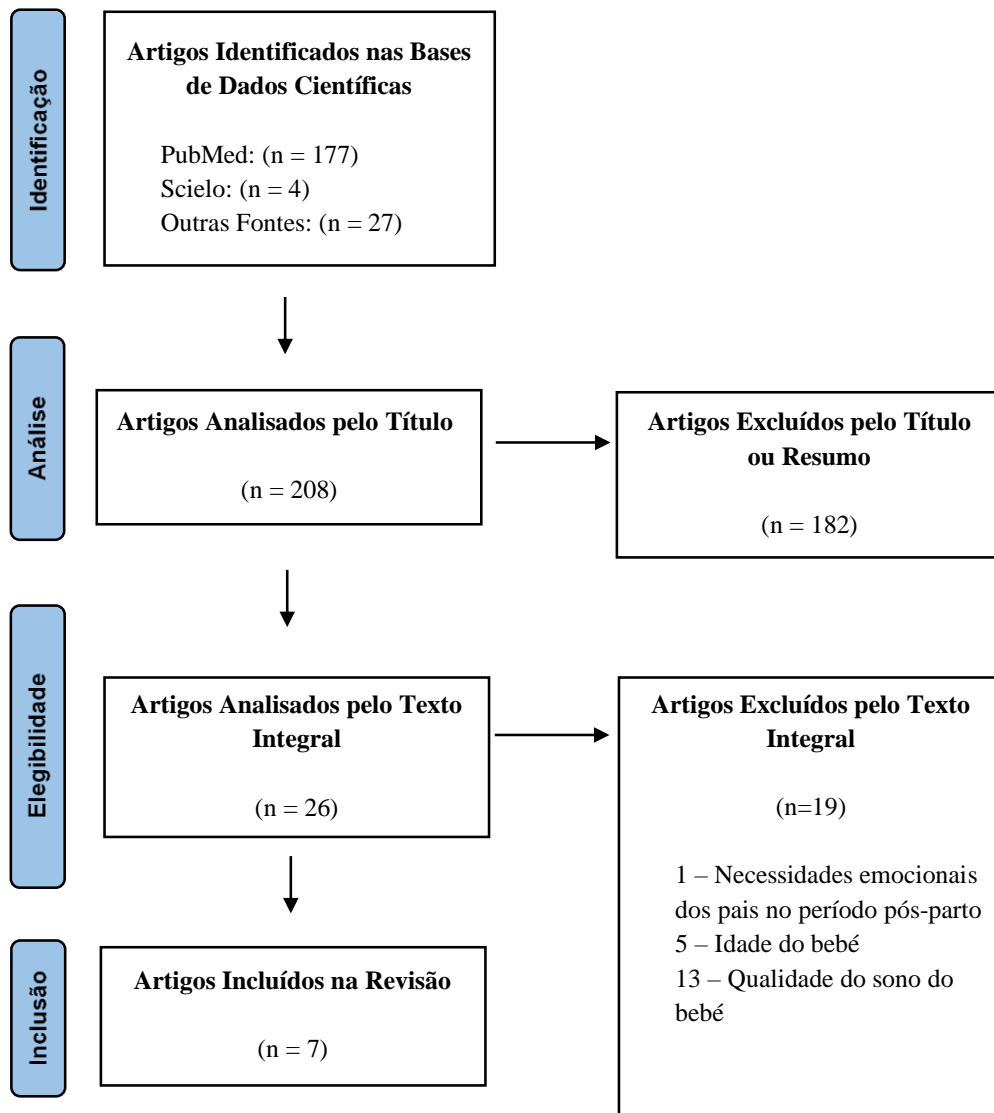 Identificação
Artigos Identificados nas Bases
de Dados Científicas
PubMed: (n = 177)
Scielo: (n = 4)
Outras Fontes: (n = 27)
Análise
Artigos Analisados pelo Título
(n = 208)
Artigos Excluídos pelo Título
ou Resumo
(n = 182)
Elegibilidade
Artigos Analisados pelo Texto
Integral
(n = 26)
Artigos Excluídos pelo Texto
Integral
(n=19)
1 – Necessidades emocionais
dos pais no período pós-parto
5 – Idade do bebé
13 – Qualidade do sono do
bebé
Inclusão
Artigos Incluídos na Revisão
(n = 7)